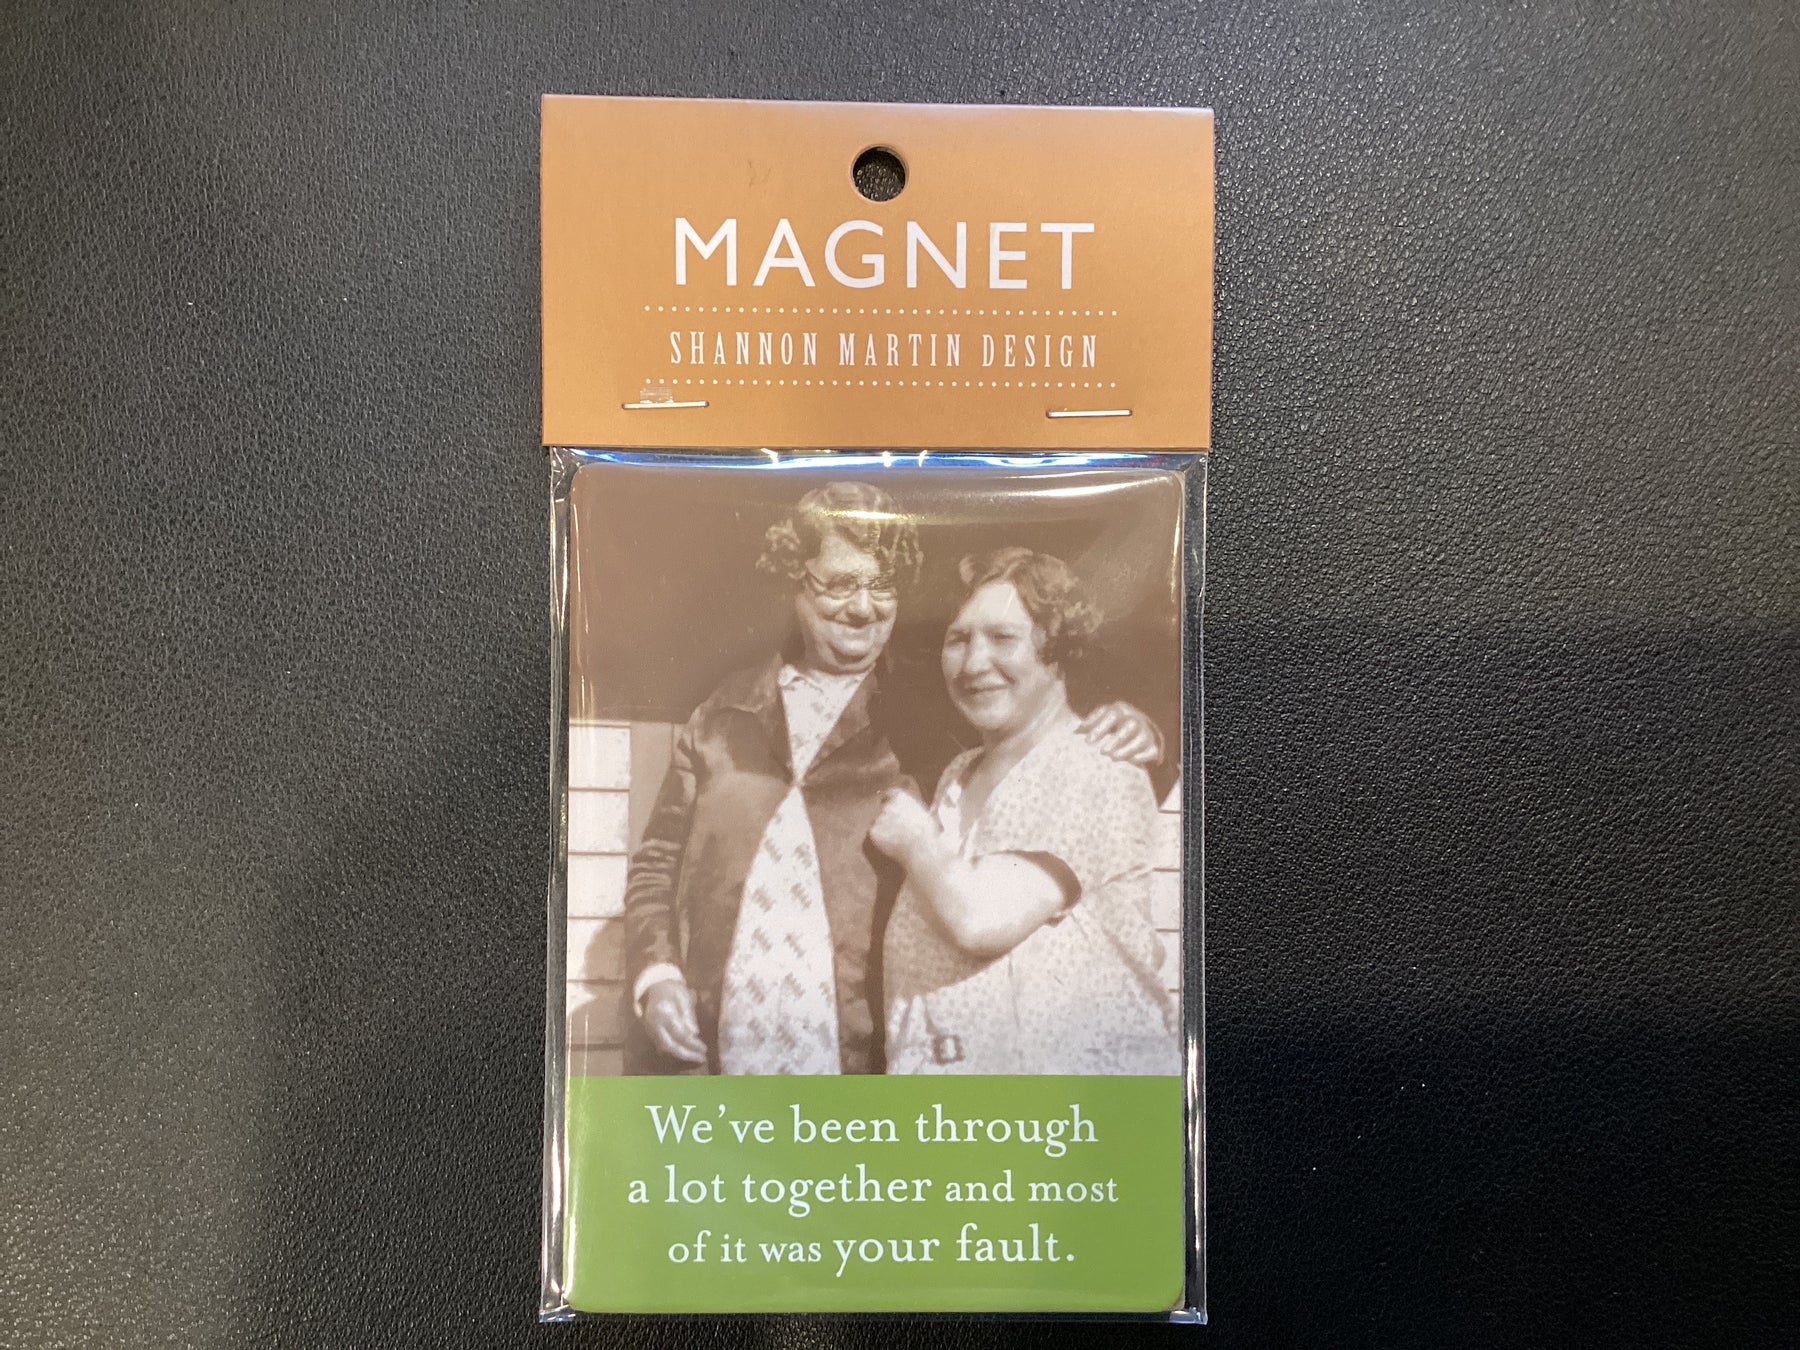 MAGNET
SHANNON MARTIN DESIGN
We've been through
a lot together and most
of it was your fault.